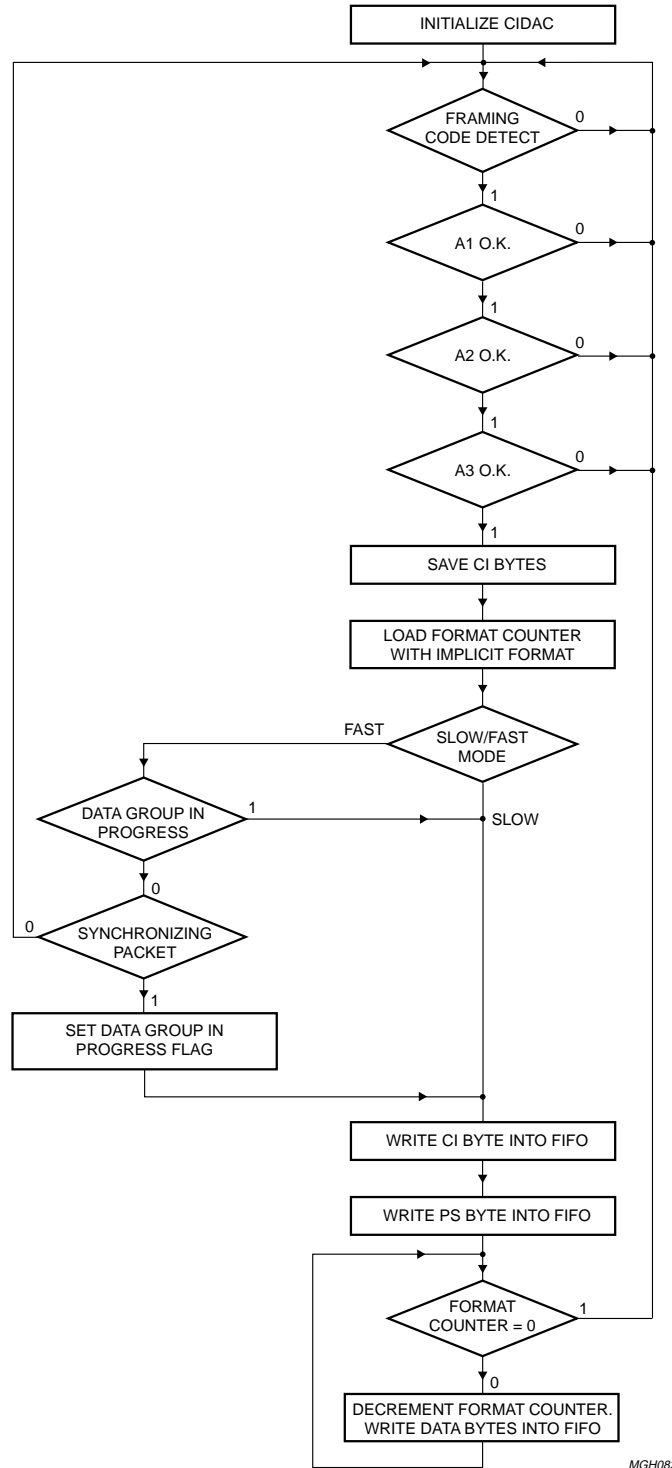 INITIALIZE CIDAC
FRAMING
CODE DETECT
0
1
A1 O.K.
0
1
A2 O.K.
0
1
A3 O.K.
0
1
SAVE CI BYTES
LOAD FORMAT COUNTER
WITH IMPLICIT FORMAT
SLOW/FAST
MODE
FAST
SLOW
DATA GROUP IN
PROGRESS
1
0
SYNCHRONIZING
PACKET
0
1
SET DATA GROUP IN
PROGRESS FLAG
WRITE CI BYTE INTO FIFO
WRITE PS BYTE INTO FIFO
FORMAT
COUNTER = 0
1
0
DECREMENT FORMAT COUNTER.
WRITE DATA BYTES INTO FIFO